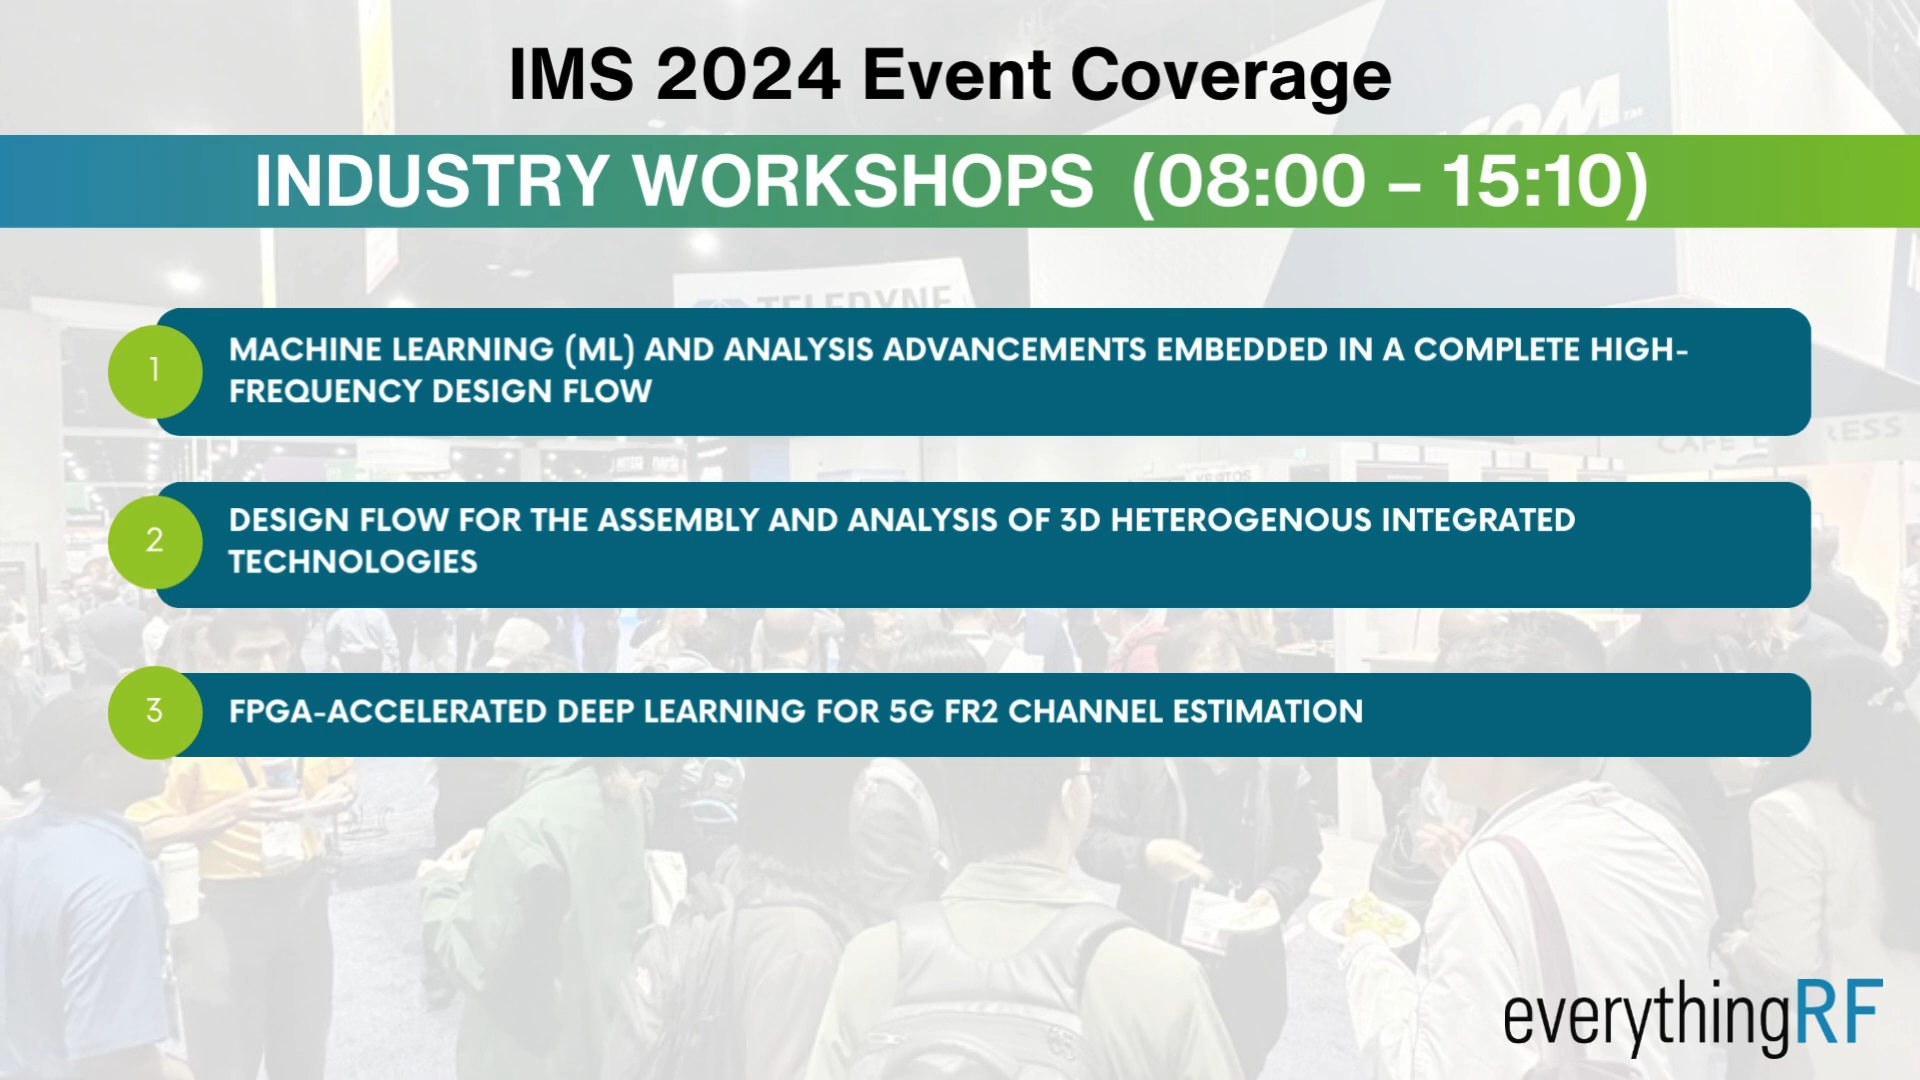 IMS 2024 Event Coverage
INDUSTRY WORKSHOPS (08:00 – 15:10)
TELEDYNE
1
MACHINE LEARNING (ML) AND ANALYSIS ADVANCEMENTS EMBEDDED IN A COMPLETE HIGH-
FREQUENCY DESIGN FLOW
2
DESIGN FLOW FOR THE ASSEMBLY AND ANALYSIS OF 3D HETEROGENOUS INTEGRATED
TECHNOLOGIES
3
FPGA-ACCELERATED DEEP LEARNING FOR 5G FR2 CHANNEL ESTIMATION
everythingRF